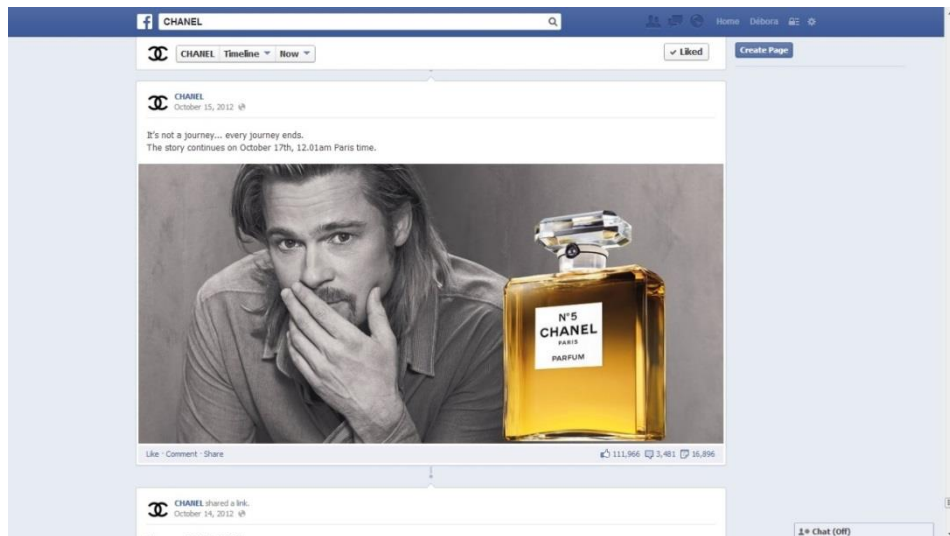 CHANEL
Home Débora
CHANEL Timeline Now
Liked
Create Page
CHANEL
October 15, 2012
It's not a journey... every journey ends.
The story continues on October 17th, 12.01am Paris time.
N°5
CHANEL
PARIS
PARFUM
Like · Comment · Share
111,966 3,481 16,896
CHANEL shared a link.
October 14, 2012
Chat (Off)